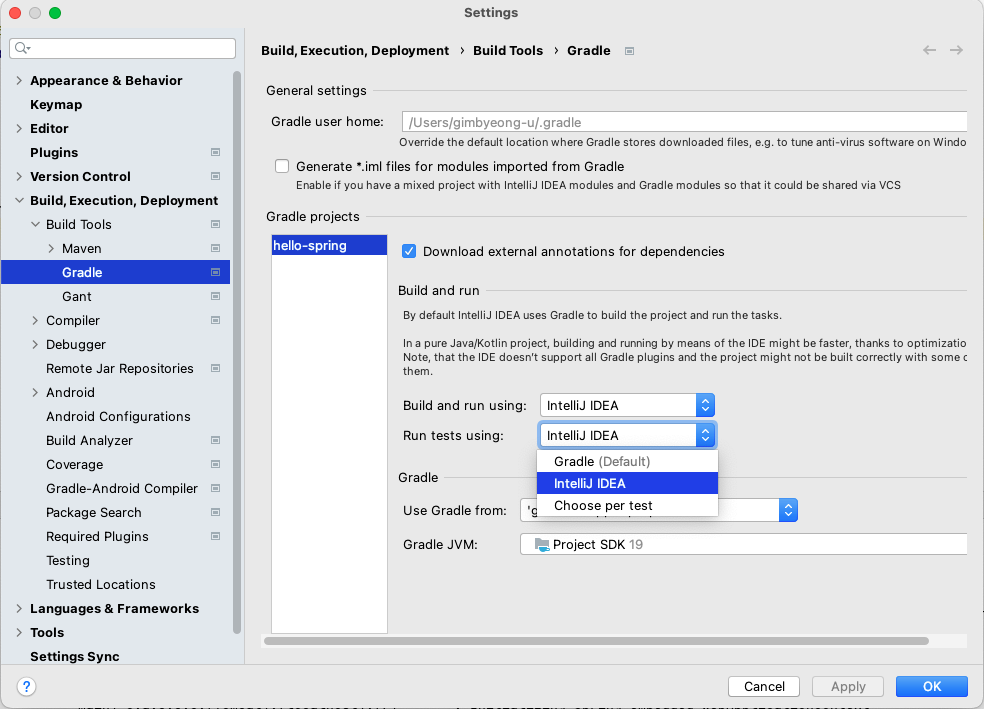 Settings
Appearance & Behavior
Keymap
Editor
Plugins
Version Control
Build, Execution, Deployment
Build Tools
Maven
Gradle
Gant
Compiler
Debugger
Remote Jar Repositories
Android
Android Configurations
Build Analyzer
Coverage
Gradle-Android Compiler
Package Search
Required Plugins
Testing
Trusted Locations
Languages & Frameworks
Tools
Settings Sync
Build, Execution, Deployment › Build Tools › Gradle
General settings
Gradle user home: /Users/gimbyeong-u/.gradle
Override the default location where Gradle stores downloaded files, e.g. to tune anti-virus software on Windo
Generate *.iml files for modules imported from Gradle
Enable if you have a mixed project with IntelliJ IDEA modules and Gradle modules so that it could be shared via VCS
Gradle projects
hello-spring
Download external annotations for dependencies
Build and run
By default IntelliJ IDEA uses Gradle to build the project and run the tasks.
In a pure Java/Kotlin project, building and running by means of the IDE might be faster, thanks to optimizatio
Note, that the IDE doesn't support all Gradle plugins and the project might not be built correctly with some o
them.
Build and run using: IntelliJ IDEA
Run tests using: IntelliJ IDEA
Gradle (Default)
IntelliJ IDEA
Choose per test
Gradle
Use Gradle from:
Gradle JVM: Project SDK 19
? Cancel Apply OK